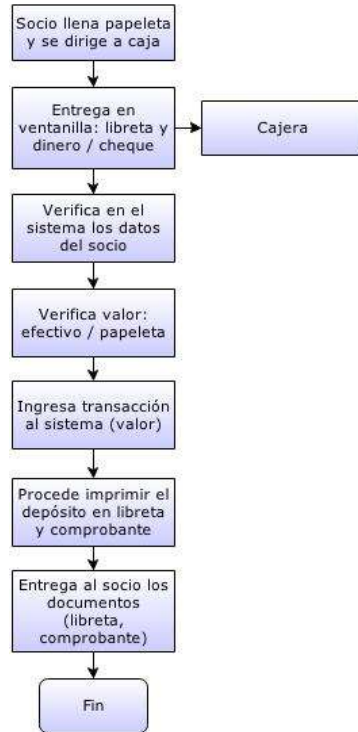 Socio llena papeleta
y se dirige a caja
Entrega en
ventanilla: libreta y
dinero / cheque
Cajera
Verifica en el
sistema los datos
del socio
Verifica valor:
efectivo / papeleta
Ingresa transacción
al sistema (valor)
Procede imprimir el
depósito en libreta
y comprobante
Entrega al socio los
documentos
(libreta,
comprobante)
Fin